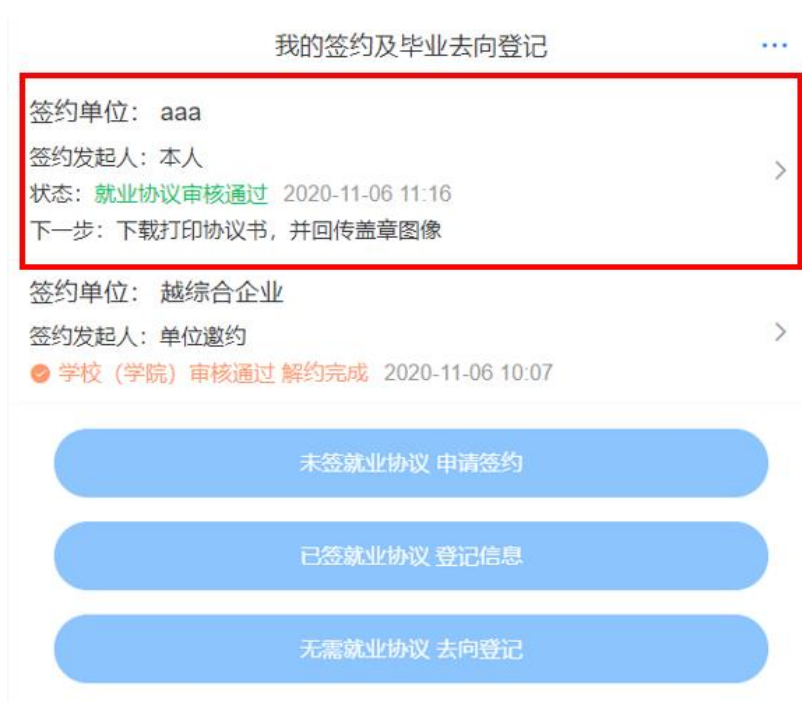 我的签约及毕业去向登记
签约单位： aaa
签约发起人：本人
状态：就业协议审核通过 2020-11-06 11:16
下一步：下载打印协议书，并回传盖章图像
签约单位： 越综合企业
签约发起人：单位邀约
学校（学院）审核通过 解约完成 2020-11-06 10:07
未签就业协议 申请签约
已签就业协议 登记信息
无需就业协议 去向登记